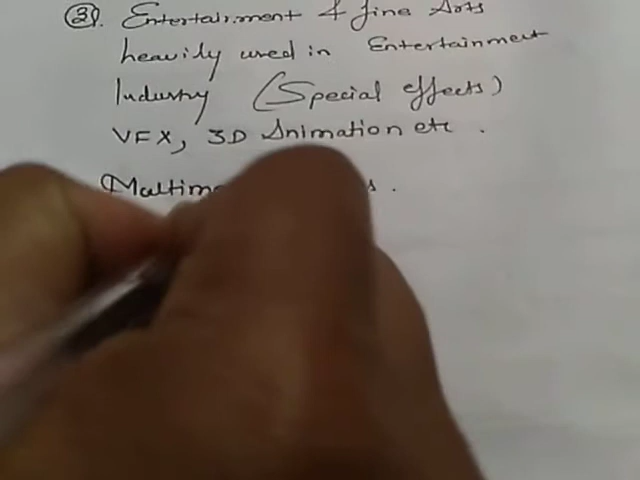 ③. Entertainment & fine Arts
heavily used in Entertainment
Industry (Special effects)
VFX, 3D Animation etc .